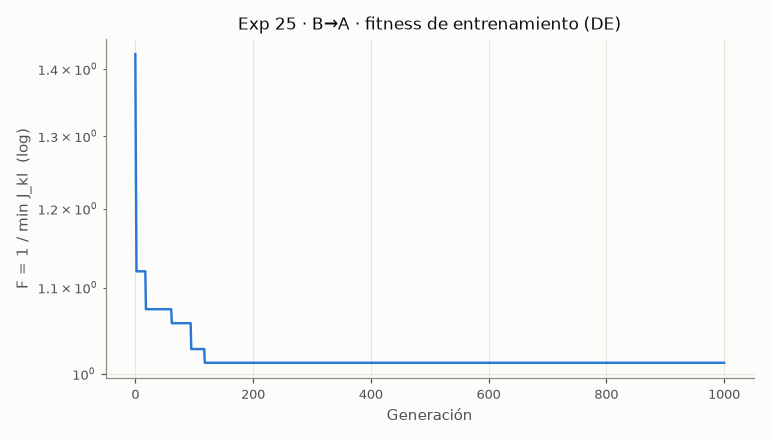 Exp 25 · B→A · fitness de entrenamiento (DE)
F = 1 / min J_kl (log)
1.4 × 10⁰
1.3 × 10⁰
1.2 × 10⁰
1.1 × 10⁰
10⁰
0 200 400 600 800 1000
Generación